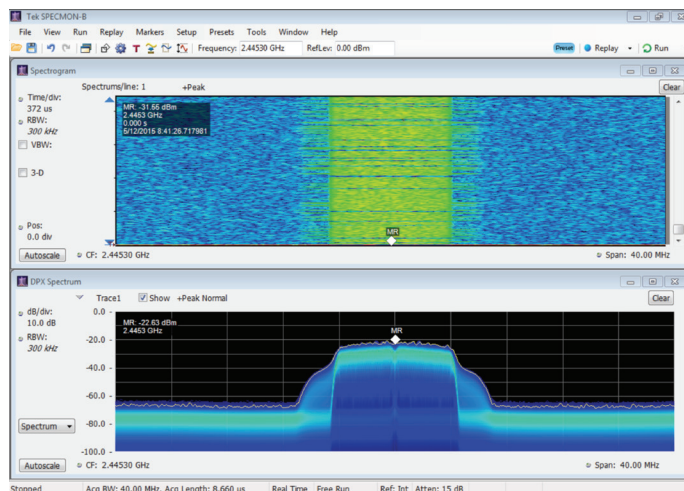 Tek SPECMON-B
File View Run Replay Markers Setup Presets Tools Window Help
Frequency: 2.44530 GHz RefLev: 0.00 dBm Preset Replay Run
Spectrogram
Spectrums/line: 1 +Peak Clear
Time/div:
372 us
RBW:
300 kHz
VBW:
3-D
Pos:
0.0 div
MR: -31.55 dBm
2.4453 GHz
0.000 s
5/12/2015 8:41:26.717981
MR
Autoscale CF: 2.44530 GHz Span: 40.00 MHz
DPX Spectrum
Trace1 Show +Peak Normal Clear
dB/div:
10.0 dB
RBW:
300 kHz
0.0
-20.0
-40.0
-60.0
-80.0
-100.0
MR: -22.63 dBm
2.4453 GHz
MR
Spectrum
Autoscale CF: 2.44530 GHz Span: 40.00 MHz
Stopped Acq BW: 40.00 MHz, Acq Length: 8.660 us Real Time Free Run Ref: Int Atten: 15 dB